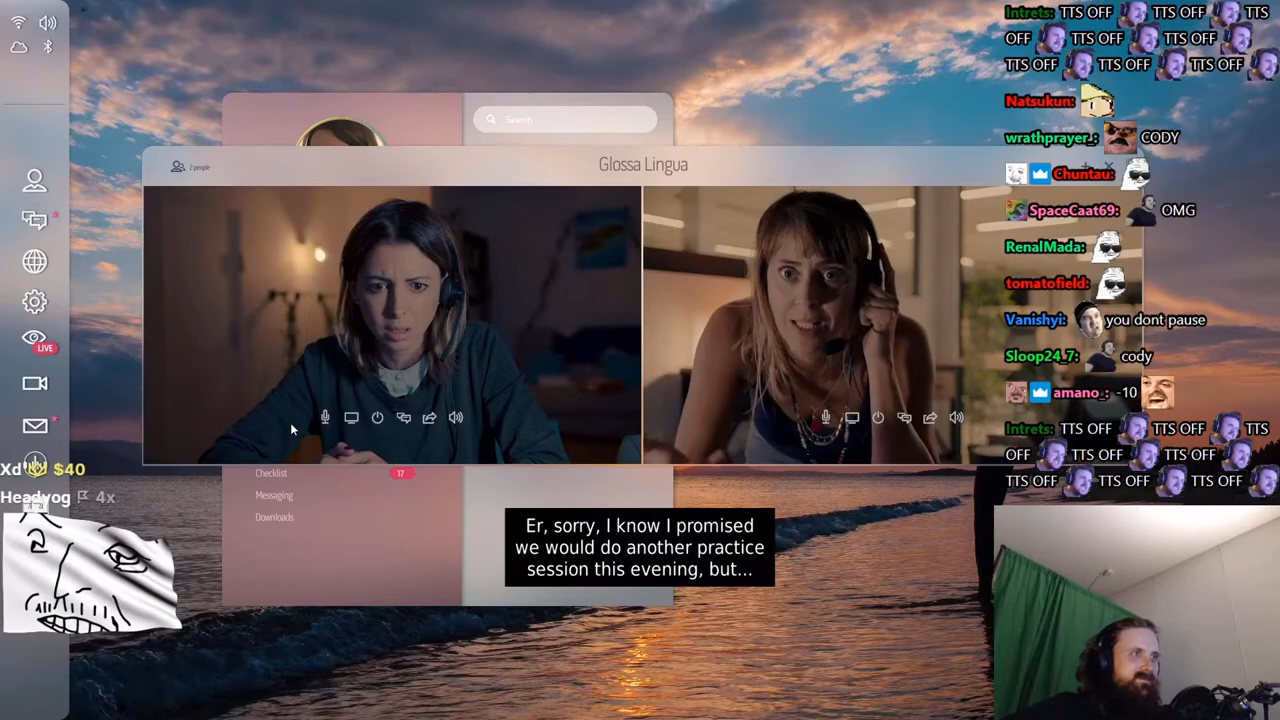 Search
2 people
Glossa Lingua
LIVE
Checklist
17
Messaging
Downloads
Er, sorry, I know I promised
we would do another practice
session this evening, but...
Xd $40
Headyog 4x
Intrets: TTS OFF TTS OFF TTS
OFF TTS OFF TTS OFF
TTS OFF TTS OFF TTS OFF
Natsukun:
wrathprayer_: CODY
Chuntau:
SpaceCaat69: OMG
RenalMada:
tomatofield:
Vanishyi: you dont pause
Sloop24_7: cody
amano_: -10
Intrets: TTS OFF TTS OFF TTS
OFF TTS OFF TTS OFF
TTS OFF TTS OFF TTS OFF